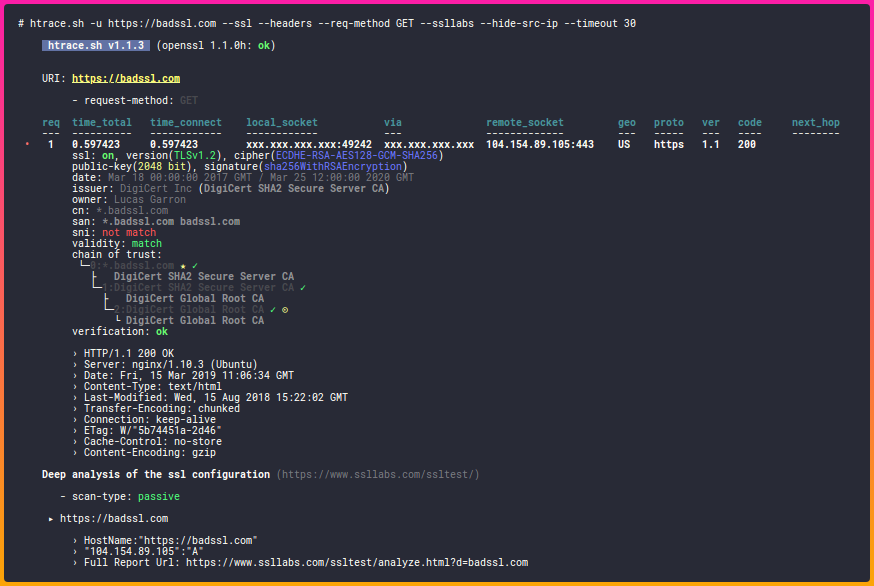 # htrace.sh -u https://badssl.com --ssl --headers --req-method GET --ssllabs --hide-src-ip --timeout 30
htrace.sh v1.1.3 (openssl 1.1.0h: ok)
URI: https://badssl.com
- request-method: GET
req time_total time_connect local_socket via remote_socket geo proto ver code next_hop
--- ---------- ------------ ------------ --- ------------- --- ----- --- ---- --------
• 1 0.597423 0.597423 xxx.xxx.xxx.xxx:49242 xxx.xxx.xxx.xxx 104.154.89.105:443 US https 1.1 200
ssl: on, version(TLSv1.2), cipher(ECDHE-RSA-AES128-GCM-SHA256)
public-key(2048 bit), signature(sha256WithRSAEncryption)
date: Mar 18 00:00:00 2017 GMT / Mar 25 12:00:00 2020 GMT
issuer: DigiCert Inc (DigiCert SHA2 Secure Server CA)
owner: Lucas Garron
cn: *.badssl.com
san: *.badssl.com badssl.com
sni: not match
validity: match
chain of trust:
└─0:*.badssl.com ★ ✓
├ DigiCert SHA2 Secure Server CA
└─1:DigiCert SHA2 Secure Server CA ✓
├ DigiCert Global Root CA
└─2:DigiCert Global Root CA ✓ ⊙
└ DigiCert Global Root CA
verification: ok
› HTTP/1.1 200 OK
› Server: nginx/1.10.3 (Ubuntu)
› Date: Fri, 15 Mar 2019 11:06:34 GMT
› Content-Type: text/html
› Last-Modified: Wed, 15 Aug 2018 15:22:02 GMT
› Transfer-Encoding: chunked
› Connection: keep-alive
› ETag: W/"5b74451a-2d46"
› Cache-Control: no-store
› Content-Encoding: gzip
Deep analysis of the ssl configuration (https://www.ssllabs.com/ssltest/)
- scan-type: passive
▸ https://badssl.com
› HostName:"https://badssl.com"
› "104.154.89.105":"A"
› Full Report Url: https://www.ssllabs.com/ssltest/analyze.html?d=badssl.com